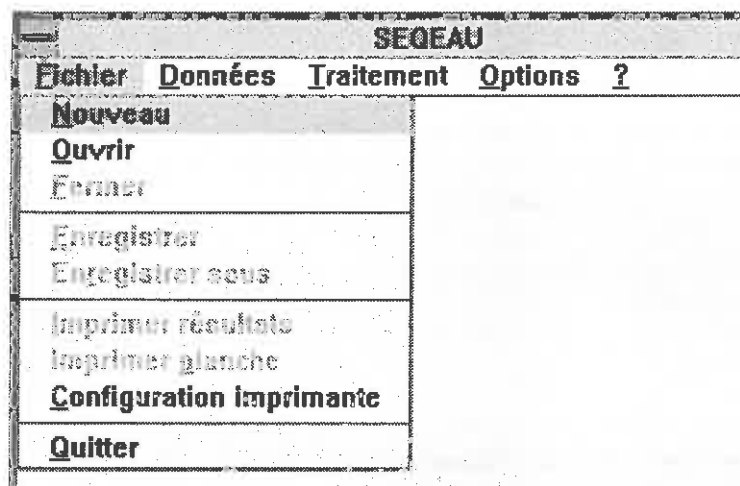 SEQEAU
Fichier Données Traitement Options ?
Nouveau
Ouvrir
Fermer
Enregistrer
Enregistrer sous
Imprimer résultats
Imprimer planche
Configuration imprimante
Quitter